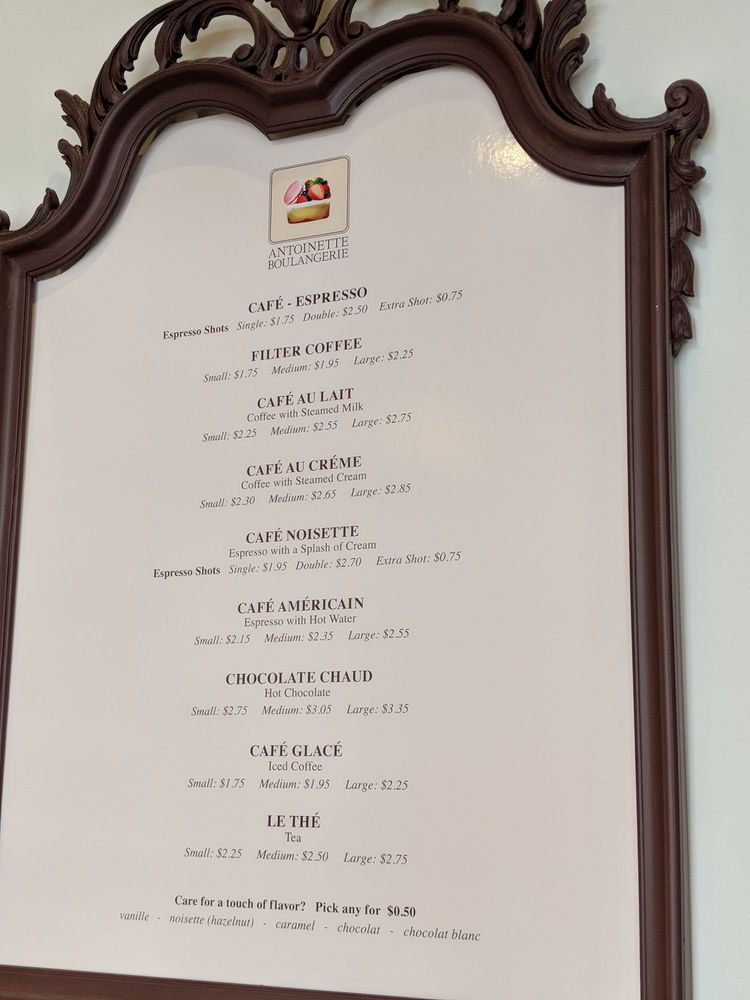 ANTOINETTE
BOULANGERIE
CAFÉ - ESPRESSO
Espresso Shots Single: $1.75 Double: $2.50 Extra Shot: $0.75
FILTER COFFEE
Small: $1.75 Medium: $1.95 Large: $2.25
CAFÉ AU LAIT
Coffee with Steamed Milk
Small: $2.25 Medium: $2.55 Large: $2.75
CAFÉ AU CRÉME
Coffee with Steamed Cream
Small: $2.30 Medium: $2.65 Large: $2.85
CAFÉ NOISETTE
Espresso with a Splash of Cream
Espresso Shots Single: $1.95 Double: $2.70 Extra Shot: $0.75
CAFÉ AMÉRICAIN
Espresso with Hot Water
Small: $2.15 Medium: $2.35 Large: $2.55
CHOCOLATE CHAUD
Hot Chocolate
Small: $2.75 Medium: $3.05 Large: $3.35
CAFÉ GLACÉ
Iced Coffee
Small: $1.75 Medium: $1.95 Large: $2.25
LE THÉ
Tea
Small: $2.25 Medium: $2.50 Large: $2.75
Care for a touch of flavor? Pick any for $0.50
vanille - noisette (hazelnut) - caramel - chocolat - chocolat blanc